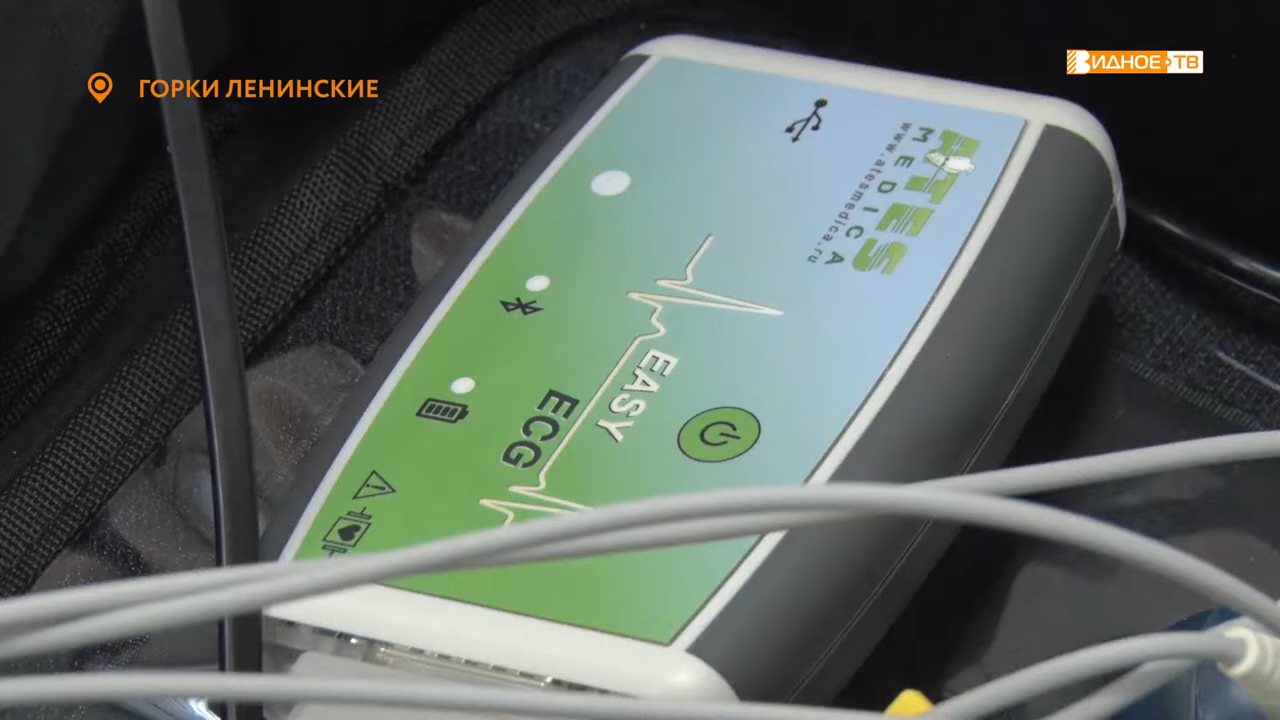 ГОРКИ ЛЕНИНСКИЕ
ВИДНОЕ ТВ
ATES
MEDICA
www.atesmedica.ru
EASY
ECG